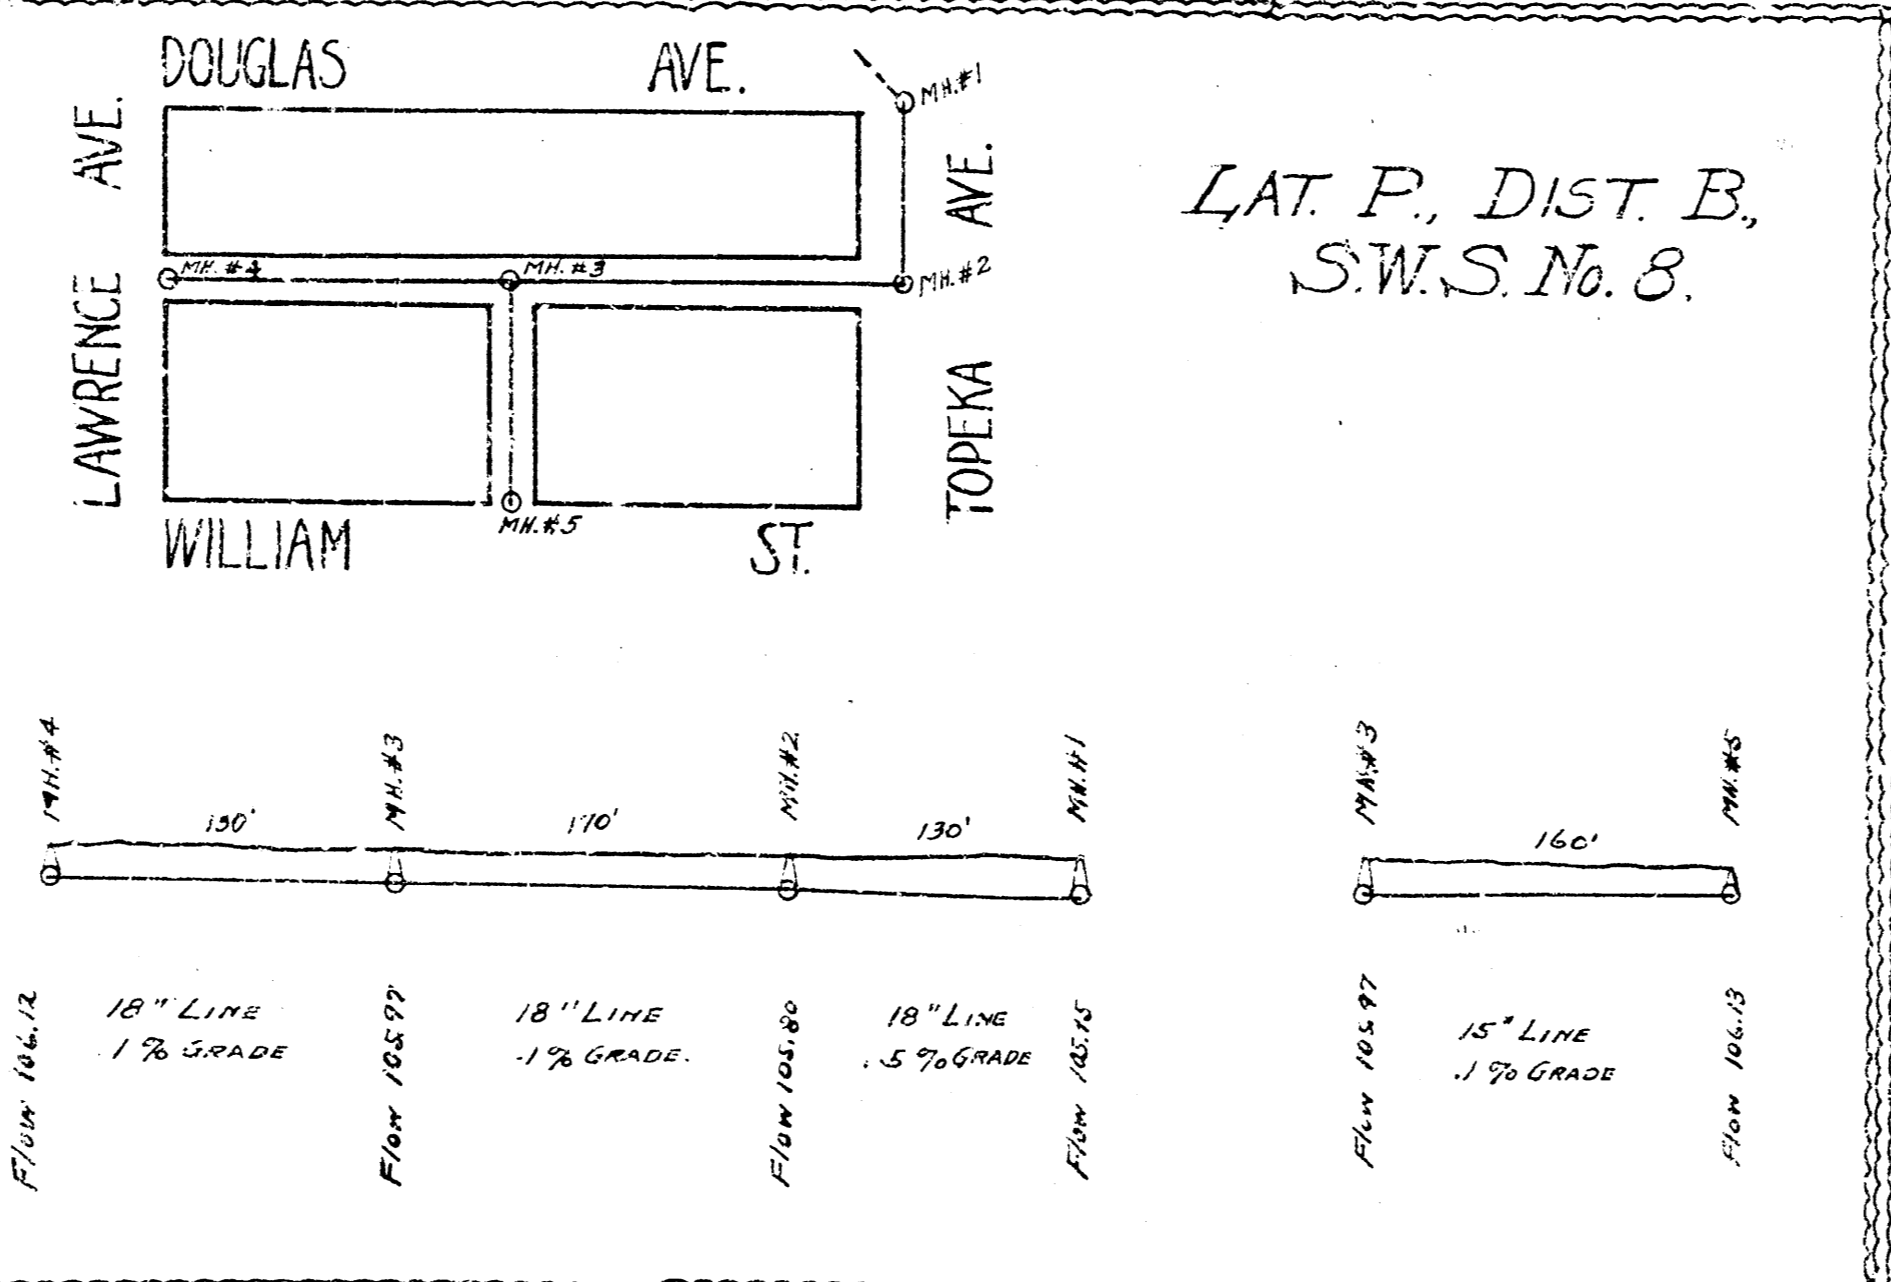 DOUGLAS AVE.
LAWRENCE AVE.
TOPEKA AVE.
WILLIAM ST.
MH.#1
MH.#2
MH.#3
MH.#4
MH.#5
LAT. P., DIST. B.,
S.W.S. No. 8.
MH.#4
MH.#3
MH.#2
MH.#1
MH.#3
MH.#5
150'
170'
130'
160'
Flow 106.12
18" LINE
.1 % GRADE
Flow 105.97
18" LINE
.1 % GRADE.
Flow 105.80
18" LINE
.5 % GRADE
Flow 105.15
Flow 105.97
15" LINE
.1 % GRADE
Flow 106.13